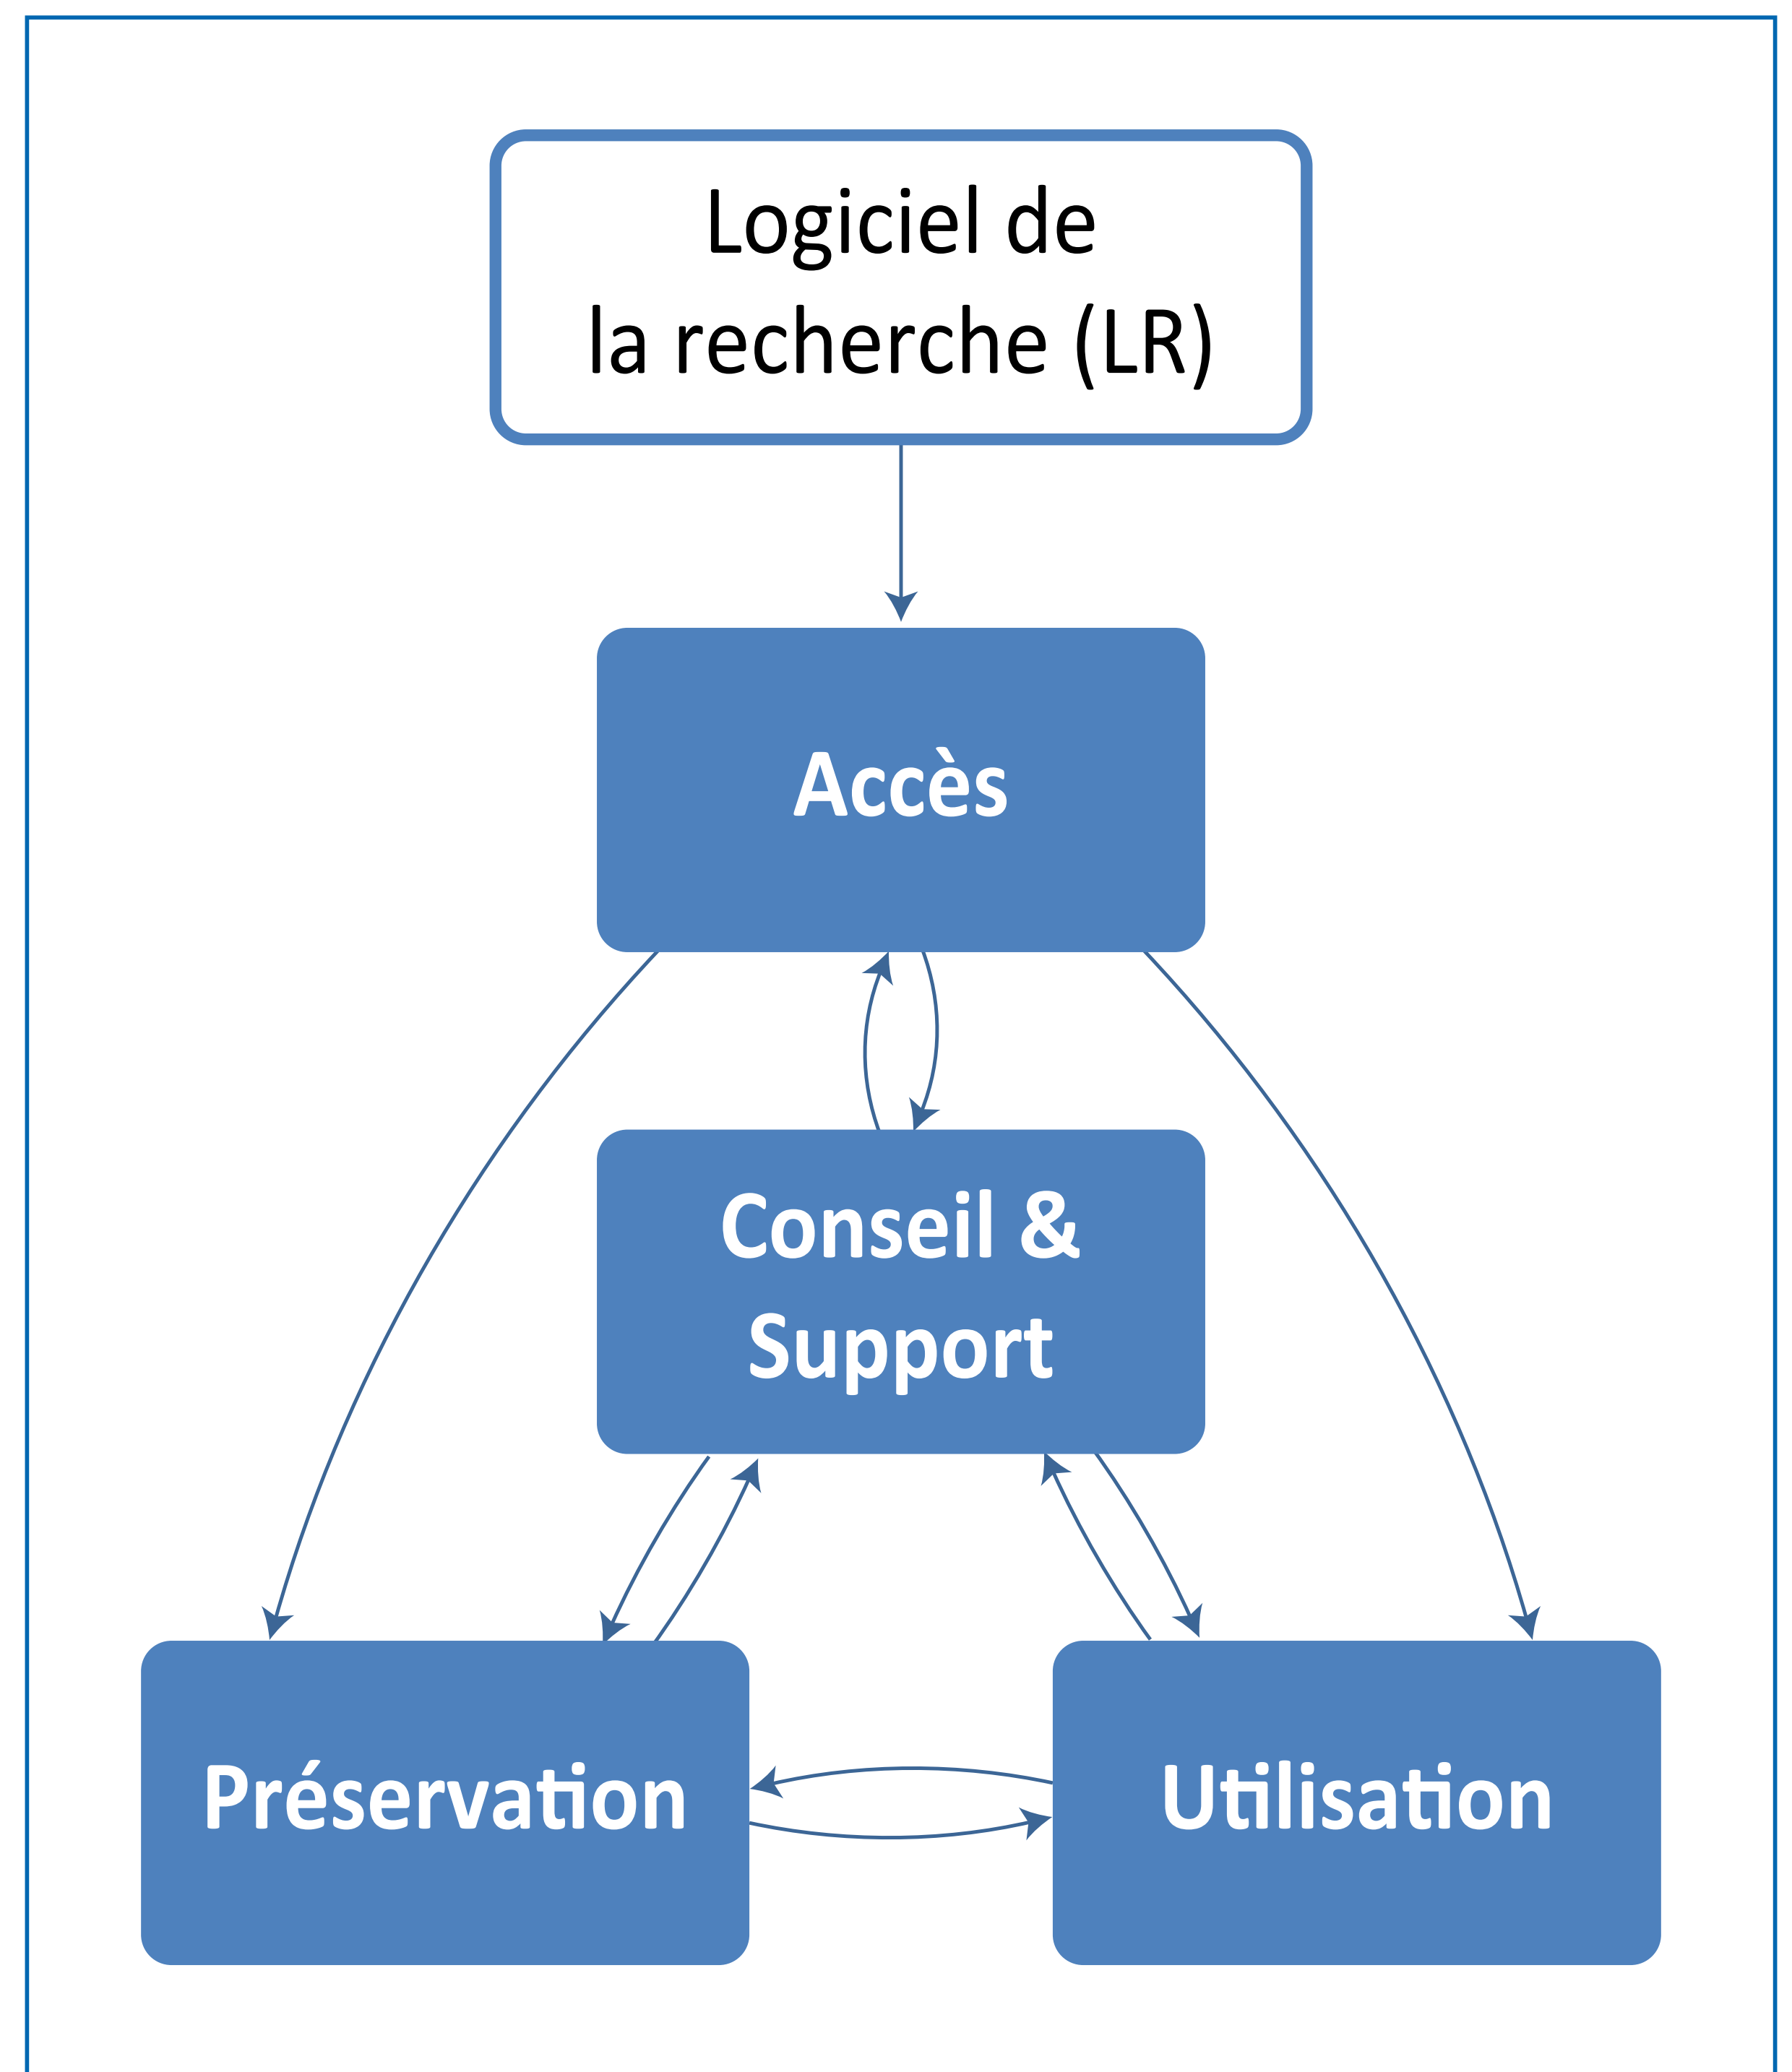 Logiciel de
la recherche (LR)
Accès
Conseil &
Support
Préservation
Utilisation